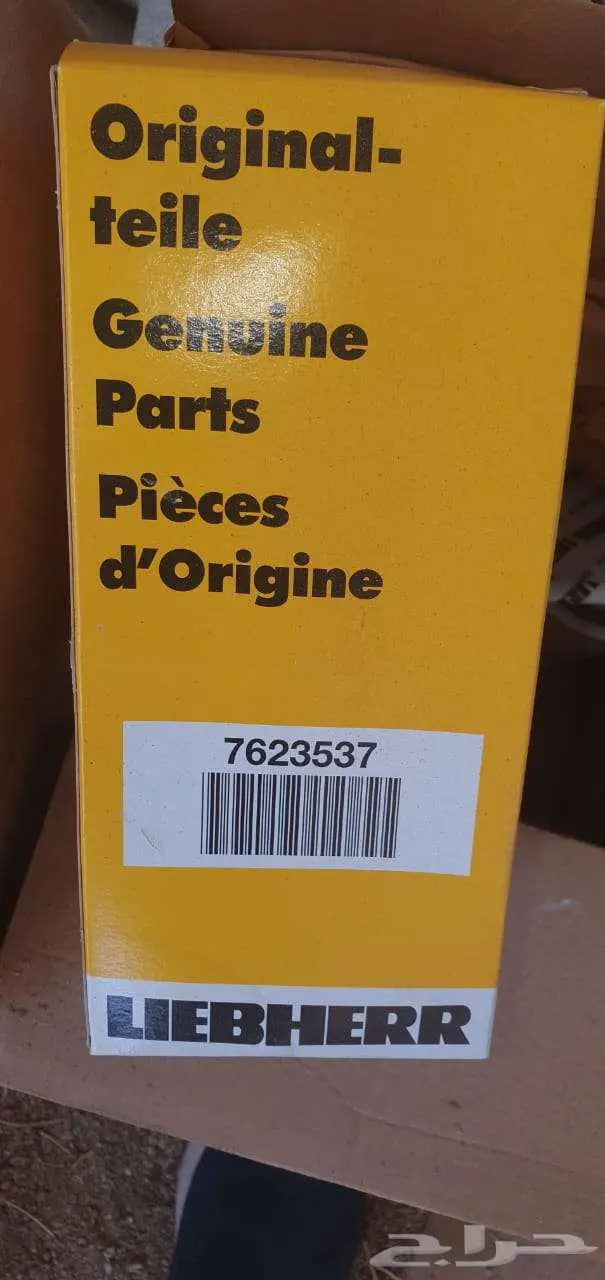 Original-
teile
Genuine
Parts
Pièces
d'Origine
7623537
LIEBHERR
حراج